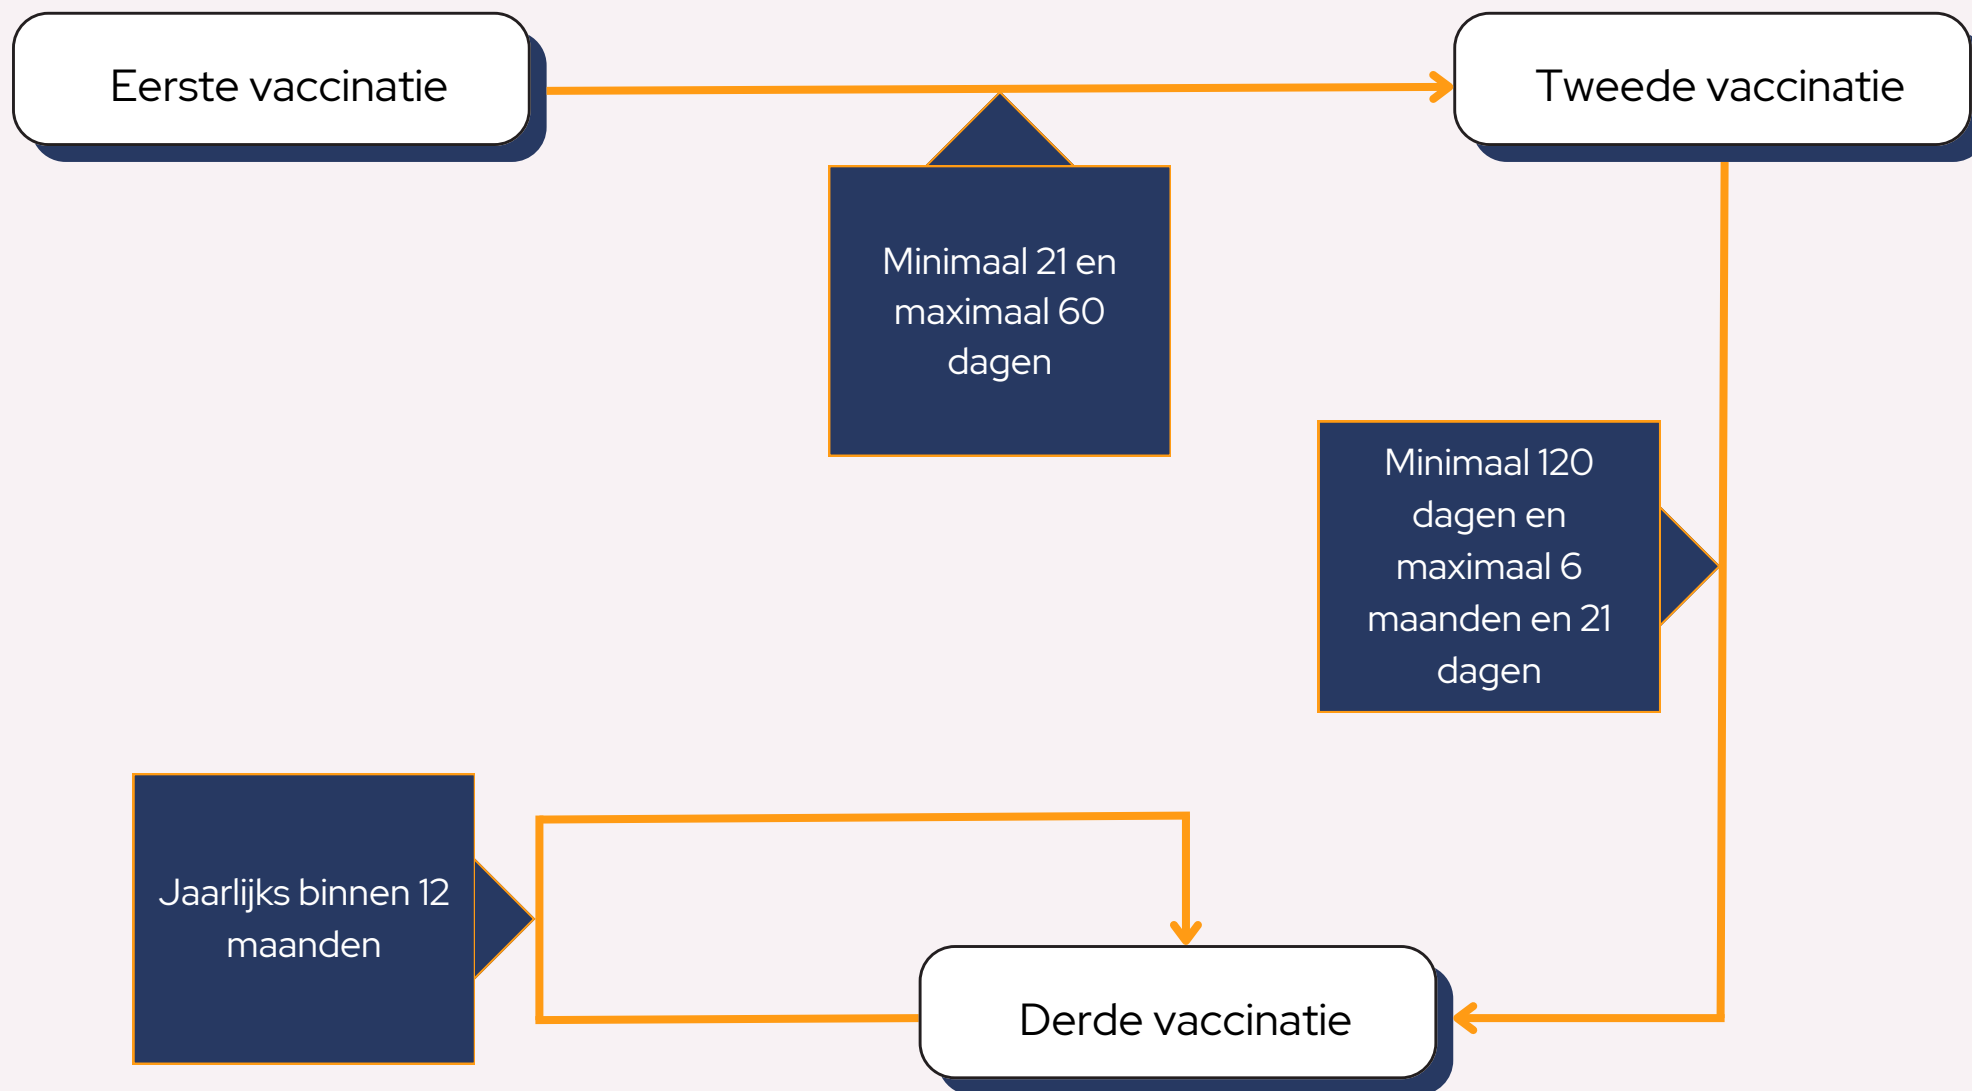 Eerste vaccinatie
Tweede vaccinatie
Minimaal 21 en
maximaal 60
dagen
Minimaal 120
dagen en
maximaal 6
maanden en 21
dagen
Jaarlijks binnen 12
maanden
Derde vaccinatie